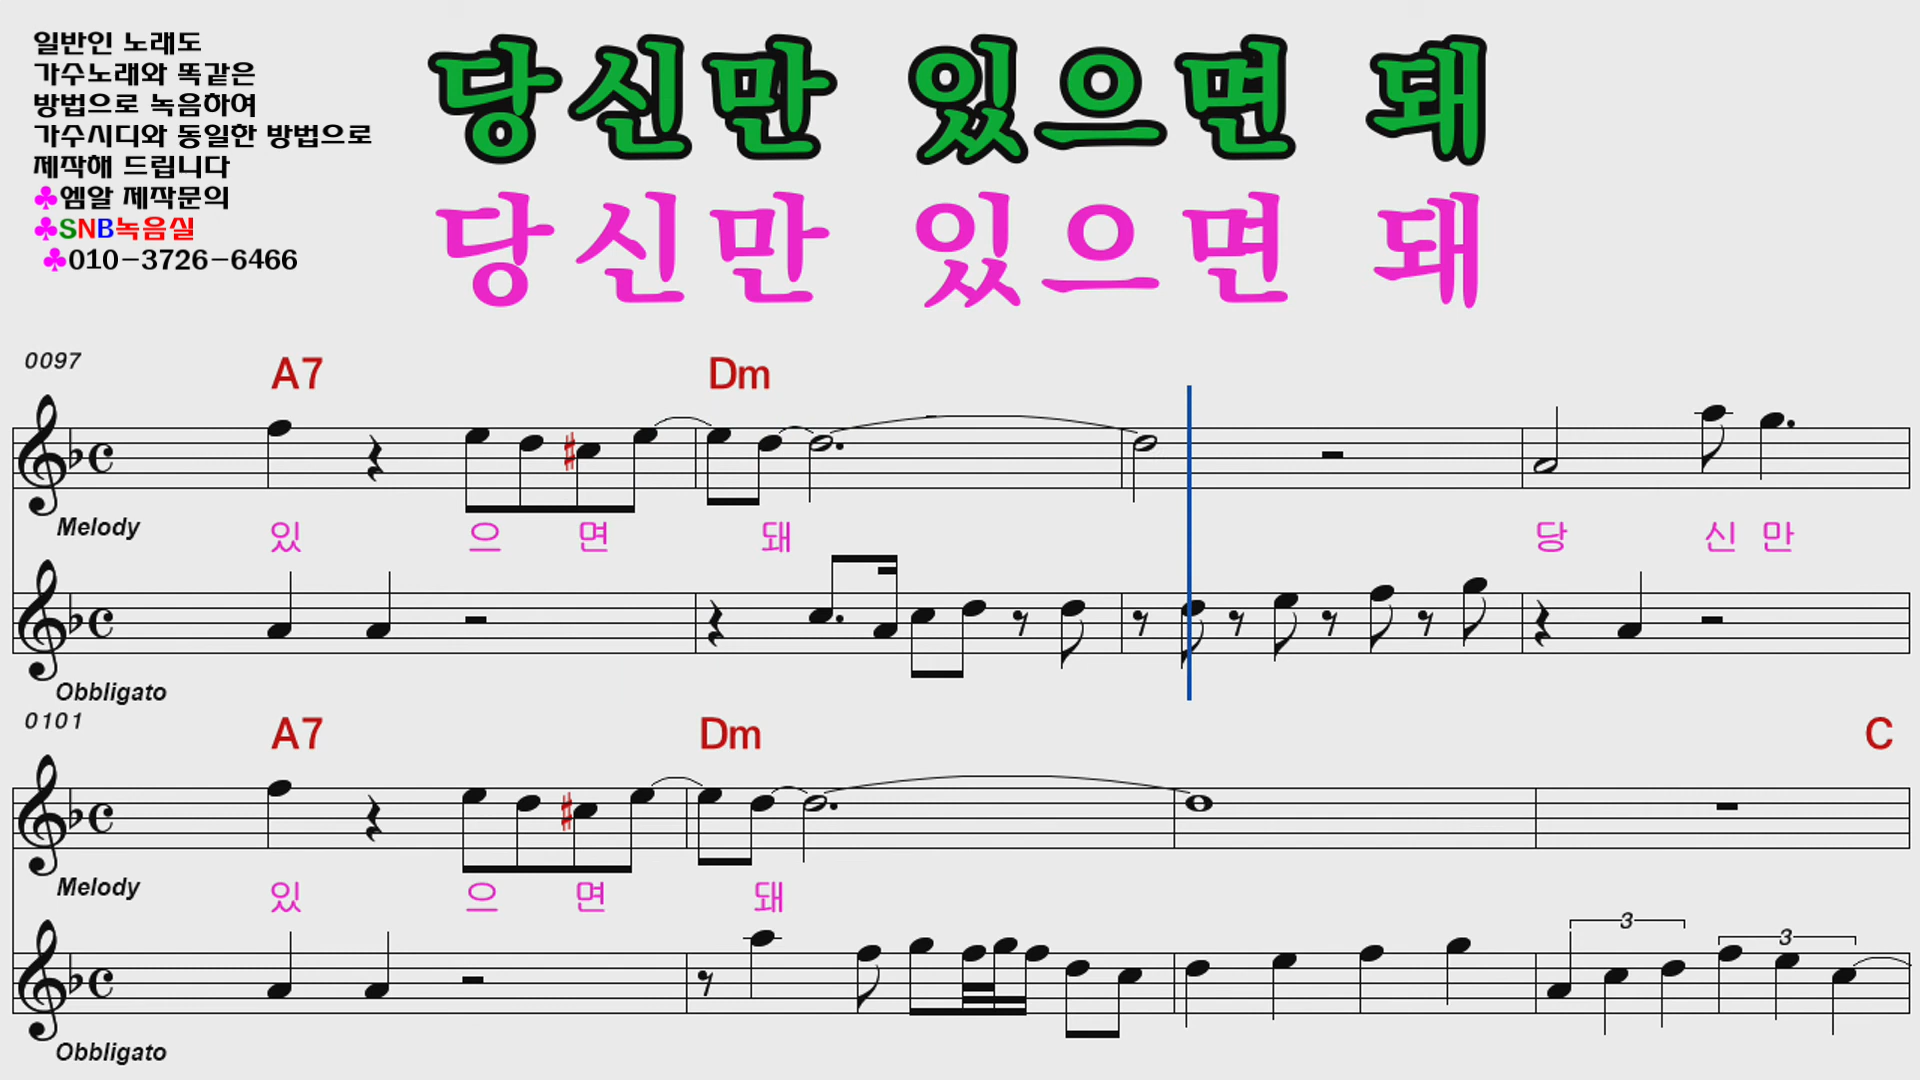 일반인 노래도
가수노래와 똑같은
방법으로 녹음하여
가수시디와 동일한 방법으로
제작해 드립니다
♣엠알 제작문의
♣SNB녹음실
♣010-3726-6466
당신만 있으면 돼
당신만 있으면 돼
0097
A7 Dm
Melody
있 으 면 돼 당 신 만
Obbligato
0101
A7 Dm C
Melody
있 으 면 돼
3 3
Obbligato